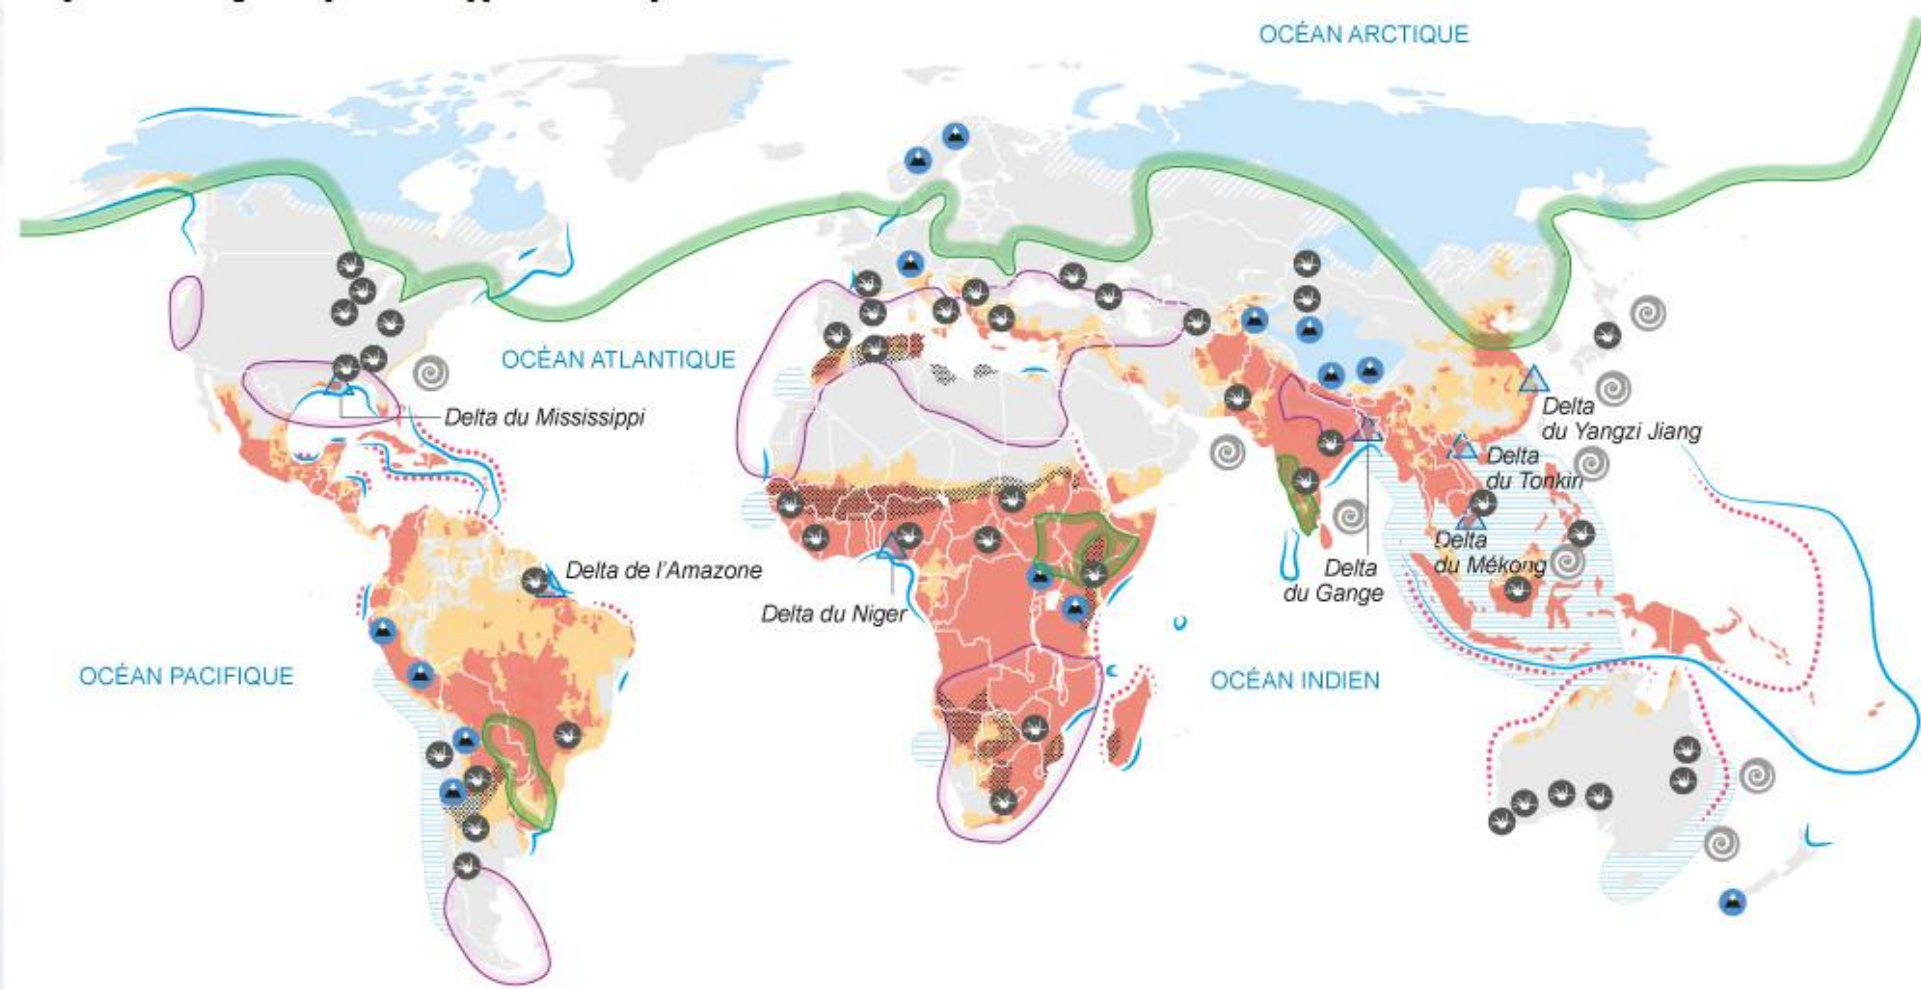 OCÉAN ARCTIQUE
OCÉAN ATLANTIQUE
Delta du Mississippi
Delta
du Yangzi Jiang
Delta
du Tonkin
Delta de l'Amazone
Delta
du Mékong
Delta
du Gange
Delta du Niger
OCÉAN PACIFIQUE
OCÉAN INDIEN